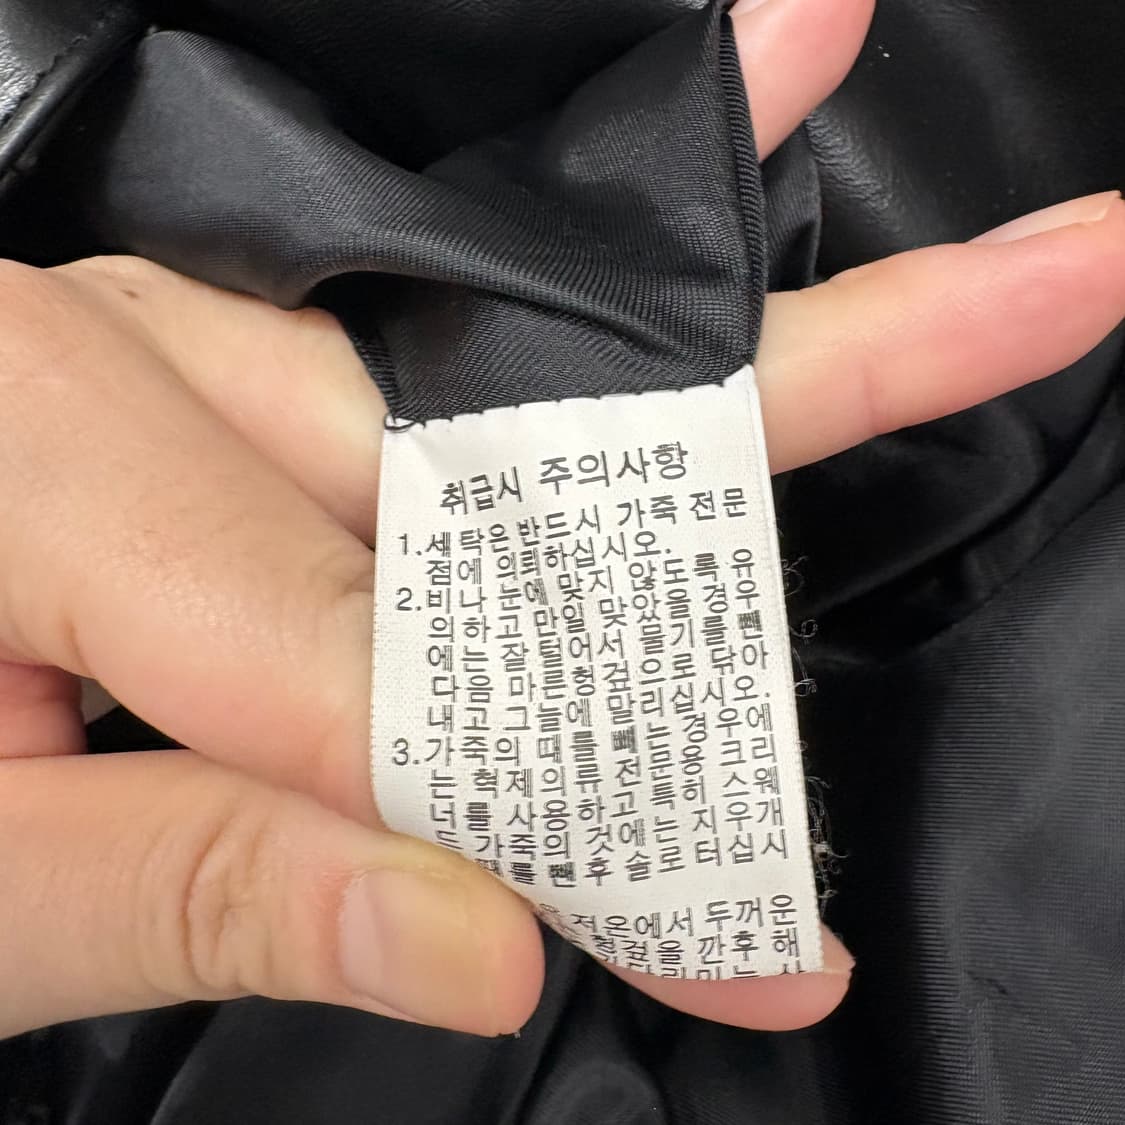 취급시 주의사항
1.세탁은 반드시 가죽 전문
점에 의뢰하십시오.
2.비나 눈에 맞지 않도록 유
의하고 만일 맞았을 경우
에는 잘 털어서 물기를 뺀
다음 마른 헝겊으로 닦아
내고 그늘에 말리십시오.
3.가죽의 때를 빼는 경우에
는 혁제의류 전문용 크리
너를 사용하고 특히 스웨
드 가죽의 것에는 지우개
를 뺀후 솔로 터십시
저온에서 두꺼운
헝겊을 깐후 해